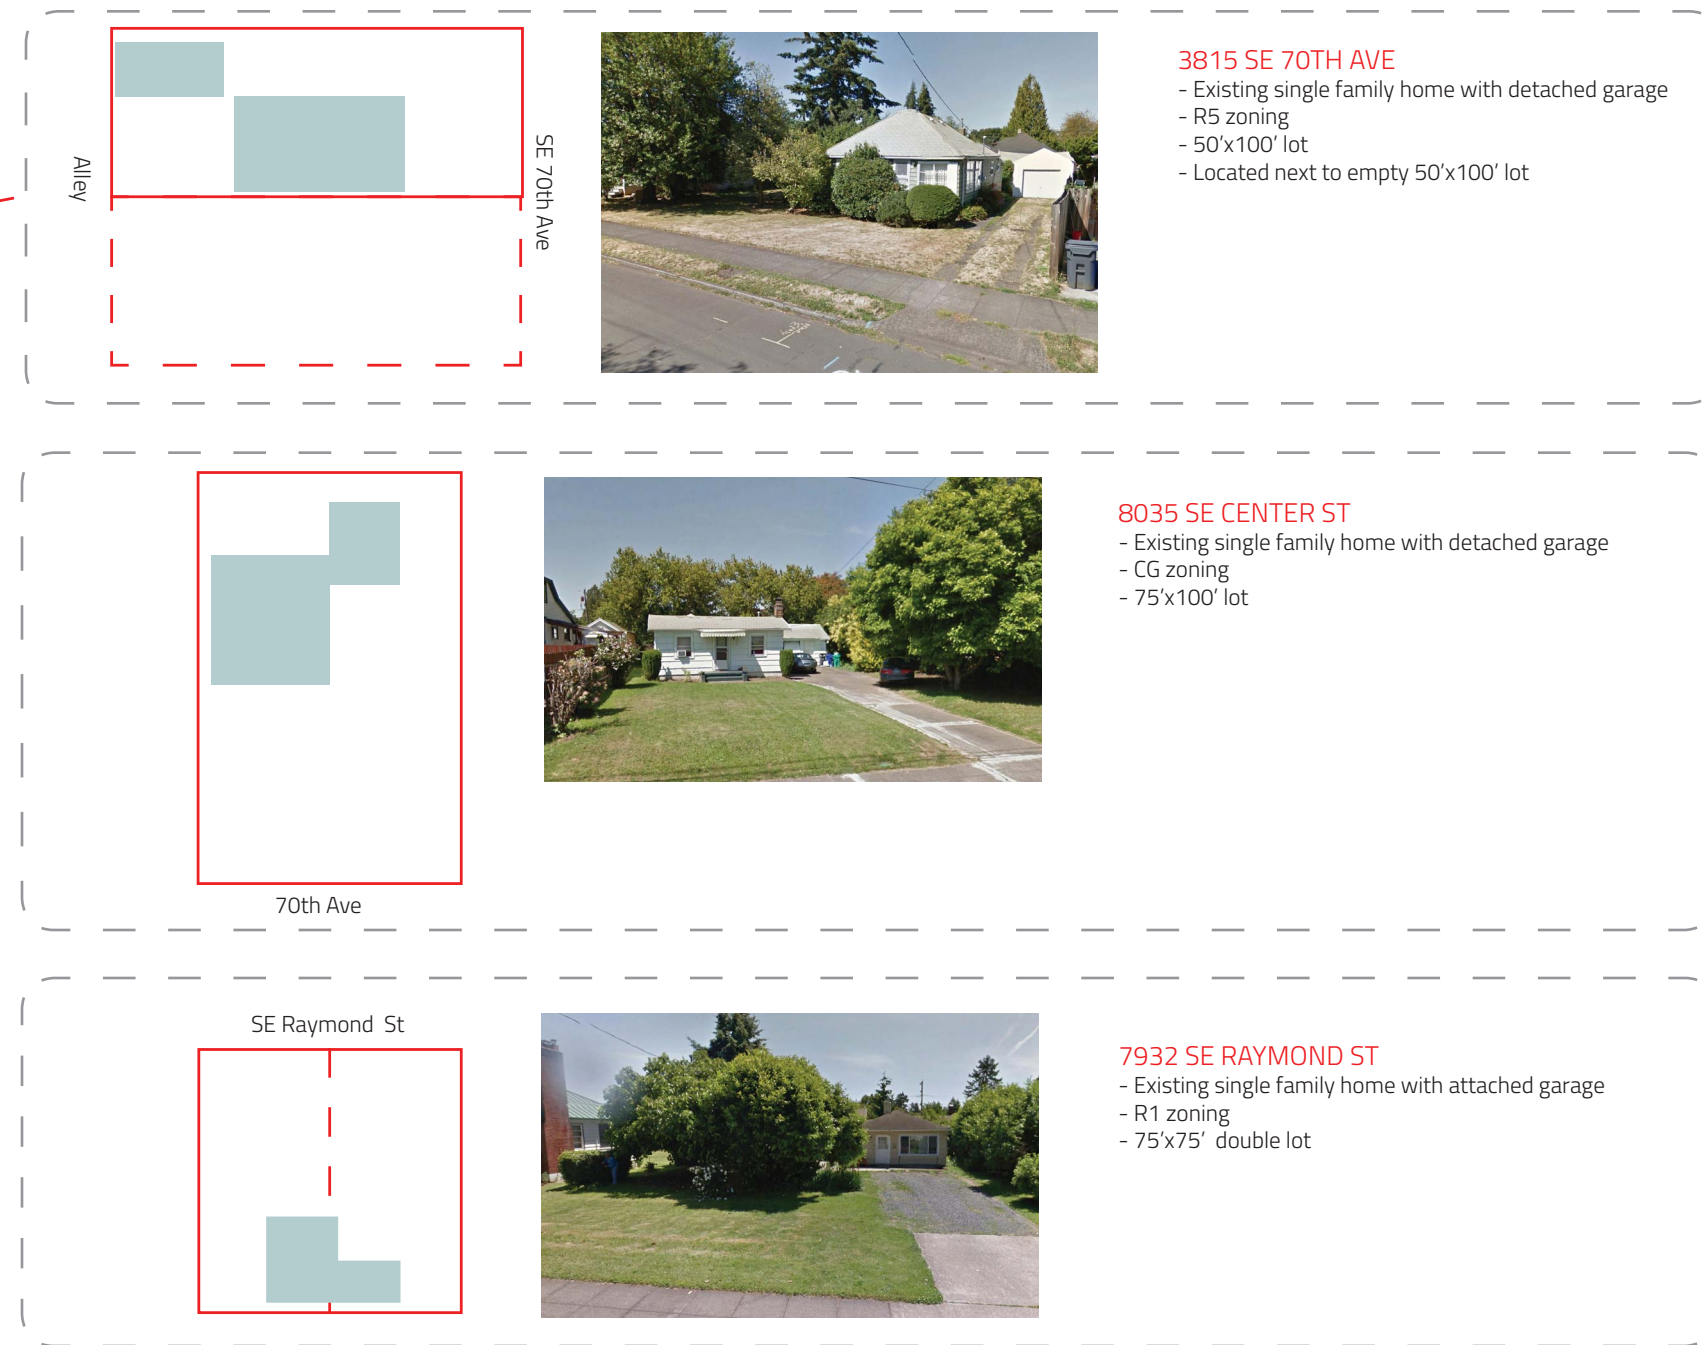 Alley
SE 70th Ave
3815 SE 70TH AVE
- Existing single family home with detached garage
- R5 zoning
- 50'x100' lot
- Located next to empty 50'x100' lot
8035 SE CENTER ST
- Existing single family home with detached garage
- CG zoning
- 75'x100' lot
70th Ave
SE Raymond St
7932 SE RAYMOND ST
- Existing single family home with attached garage
- R1 zoning
- 75'x75' double lot